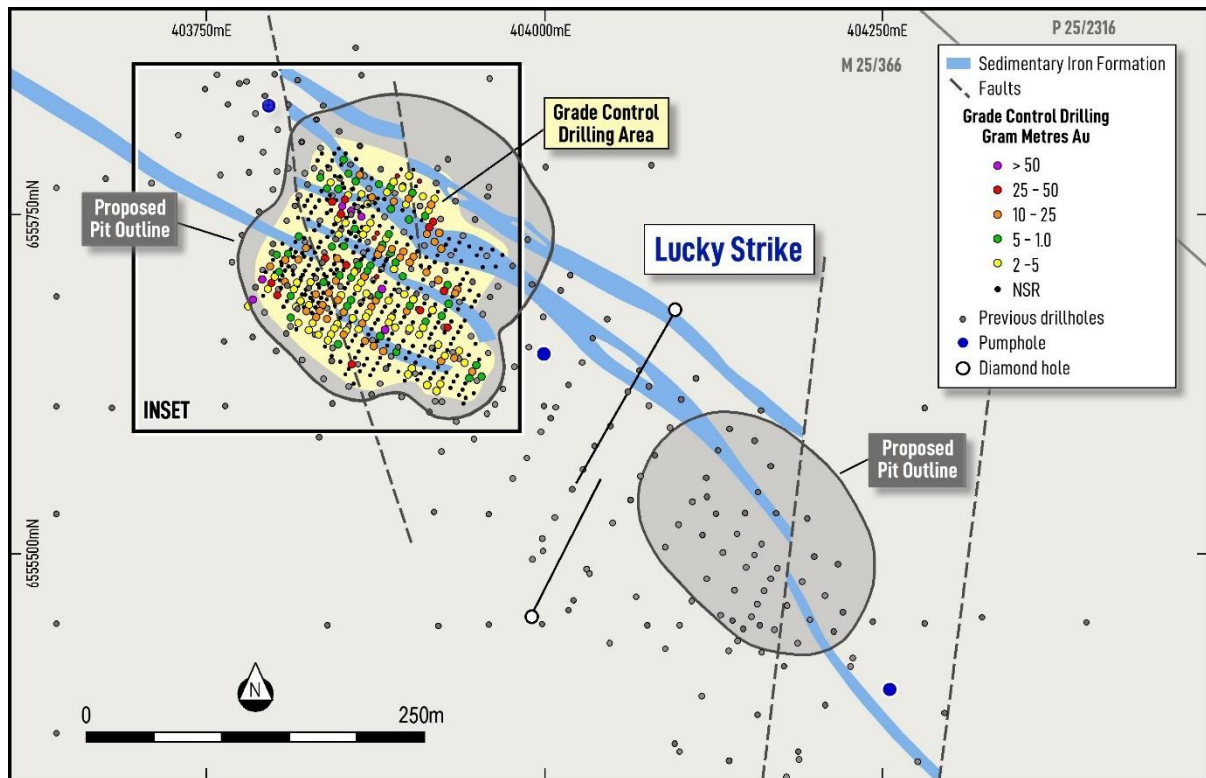 403750mE
404000mE
404250mE
P 25/2316
M 25/366
Sedimentary Iron Formation
Faults
Grade Control Drilling
Gram Metres Au
> 50
25 - 50
10 - 25
5 - 1.0
2 -5
NSR
Previous drillholes
Pumphole
Diamond hole
Grade Control
Drilling Area
Proposed
Pit Outline
6555750mN
Lucky Strike
INSET
Proposed
Pit Outline
6555500mN
N
0
250m